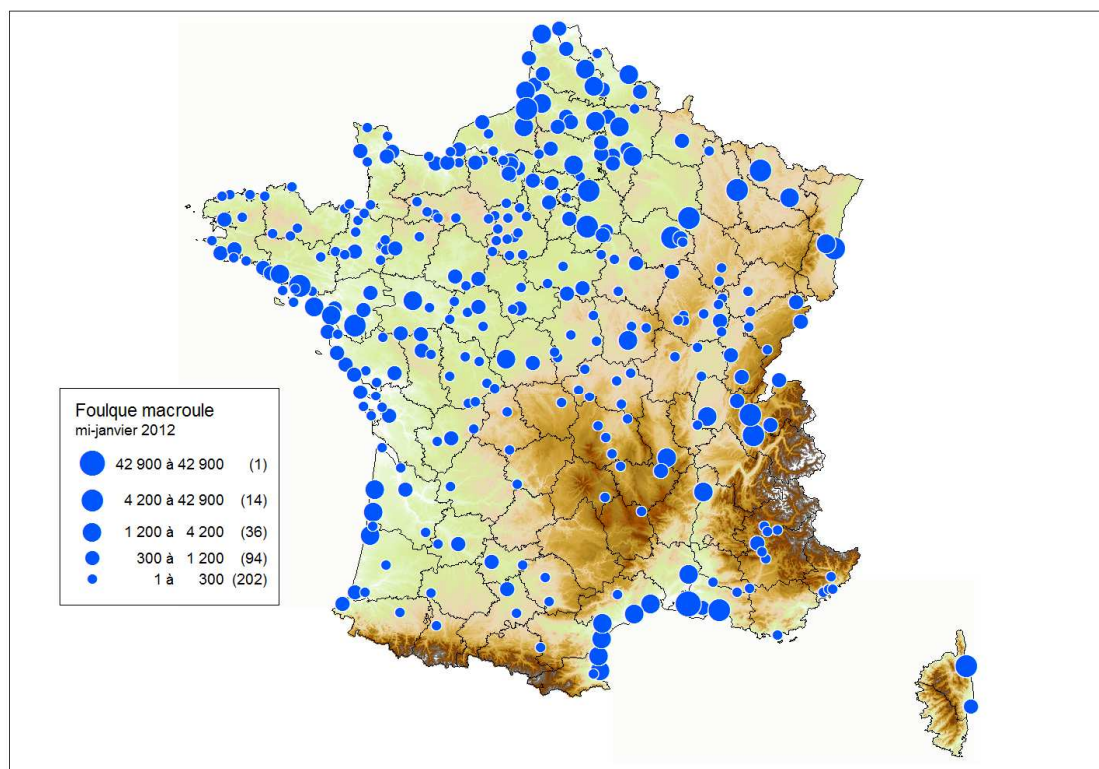 Foulque macroule
mi-janvier 2012
42 900 à 42 900 (1)
4 200 à 42 900 (14)
1 200 à 4 200 (36)
300 à 1 200 (94)
1 à 300 (202)